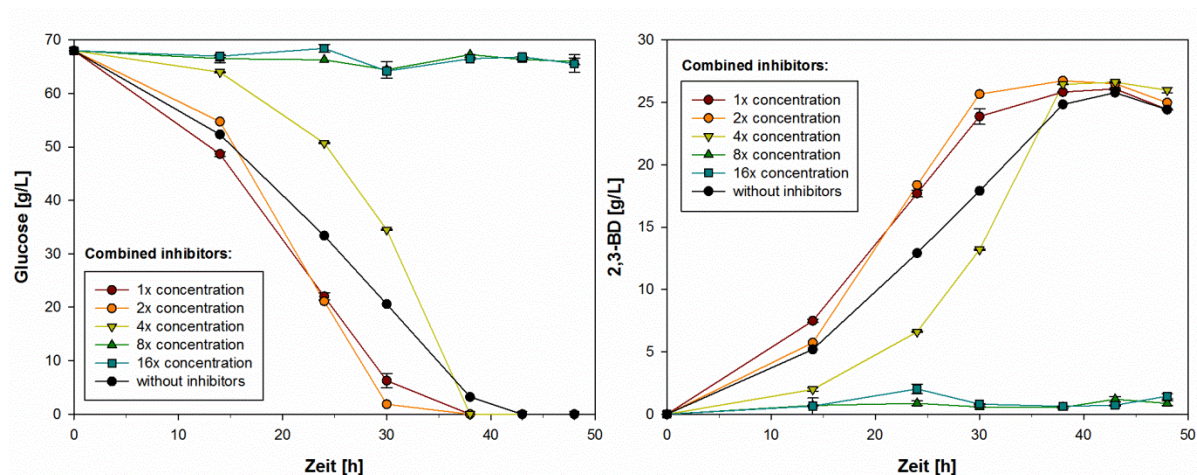 70
60
50
40
30
20
10
0
Glucose [g/L]
Combined inhibitors:
1x concentration
2x concentration
4x concentration
8x concentration
16x concentration
without inhibitors
0 10 20 30 40 50
Zeit [h]
30
25
20
15
10
5
0
2,3-BD [g/L]
Combined inhibitors:
1x concentration
2x concentration
4x concentration
8x concentration
16x concentration
without inhibitors
0 10 20 30 40 50
Zeit [h]